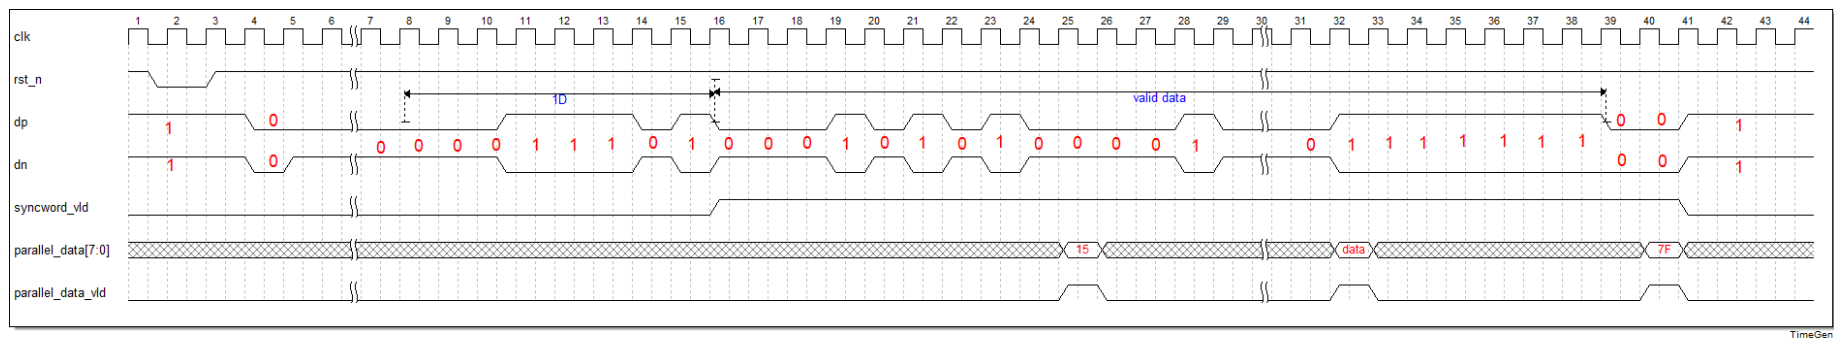 1 2 3 4 5 6 7 8 9 10 11 12 13 14 15 16 17 18 19 20 21 22 23 24 25 26 27 28 29 30 31 32 33 34 35 36 37 38 39 40 41 42 43 44
clk
rst_n
1D valid data
dp 1 0 0 0 1
0 0 0 0 1 1 1 0 1 0 0 0 1 0 1 0 1 0 0 0 1 0 1 1 1 1 1 1 1
dn 1 0 0 0 1
syncword_vld
parallel_data[7:0] 15 data 7F
parallel_data_vld
TimeGen